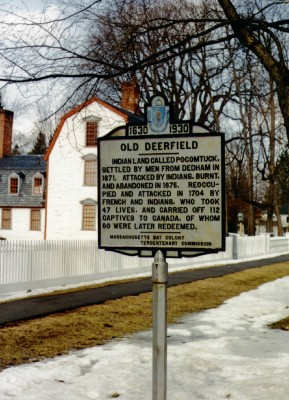 1630 1930
OLD DEERFIELD
INDIAN LAND CALLED POCOMTUCK.
SETTLED BY MEN FROM DEDHAM IN
1671. ATTACKED BY INDIANS, BURNT,
AND ABANDONED IN 1675. REOCCU-
PIED AND ATTACKED IN 1704 BY
FRENCH AND INDIANS, WHO TOOK
47 LIVES, AND CARRIED OFF 112
CAPTIVES TO CANADA, OF WHOM
60 WERE LATER REDEEMED.
MASSACHUSETTS BAY COLONY
TERCENTENARY COMMISSION